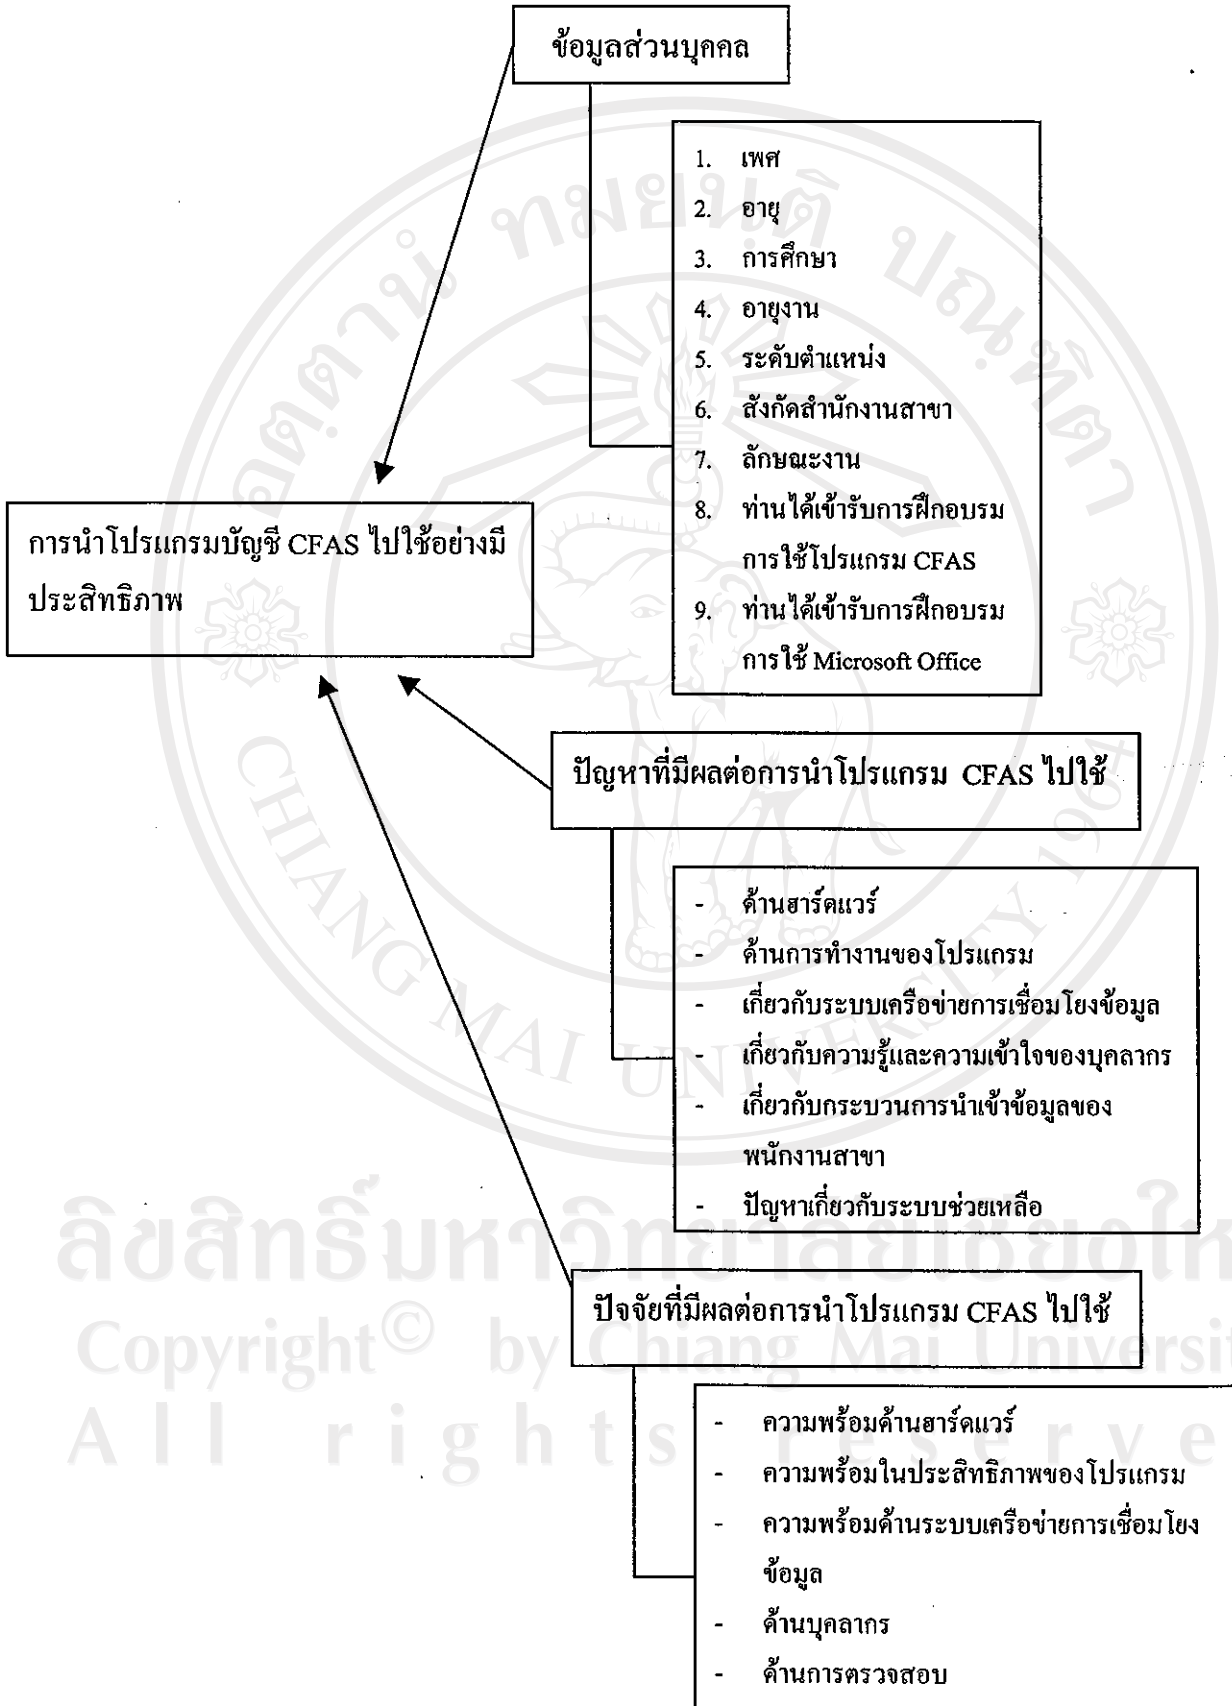 ข้อมูลส่วนบุคคล
1. เพศ
2. อายุ
3. การศึกษา
4. อายุงาน
5. ระดับตำแหน่ง
6. สังกัดสำนักงานสาขา
7. ลักษณะงาน
8. ท่านได้เข้ารับการฝึกอบรม
การใช้โปรแกรม CFAS
9. ท่านได้เข้ารับการฝึกอบรม
การใช้ Microsoft Office
การนำโปรแกรมบัญชี CFAS ไปใช้อย่างมี
ประสิทธิภาพ
ปัญหาที่มีผลต่อการนำโปรแกรม CFAS ไปใช้
- ด้านฮาร์ดแวร์
- ด้านการทำงานของโปรแกรม
- เกี่ยวกับระบบเครือข่ายการเชื่อมโยงข้อมูล
- เกี่ยวกับความรู้และความเข้าใจของบุคลากร
- เกี่ยวกับกระบวนการนำเข้าข้อมูลของ
พนักงานสาขา
- ปัญหาเกี่ยวกับระบบช่วยเหลือ
ปัจจัยที่มีผลต่อการนำโปรแกรม CFAS ไปใช้
- ความพร้อมด้านฮาร์ดแวร์
- ความพร้อมในประสิทธิภาพของโปรแกรม
- ความพร้อมด้านระบบเครือข่ายการเชื่อมโยง
ข้อมูล
- ด้านบุคลากร
- ด้านการตรวจสอบ
อตฺตานํ ทมยนฺติ ปณฺฑิตา
CHIANG MAI UNIVERSITY 1964
ลิขสิทธิ์มหาวิทยาลัยเชียงให
Copyright© by Chiang Mai Universit
All rights reserve